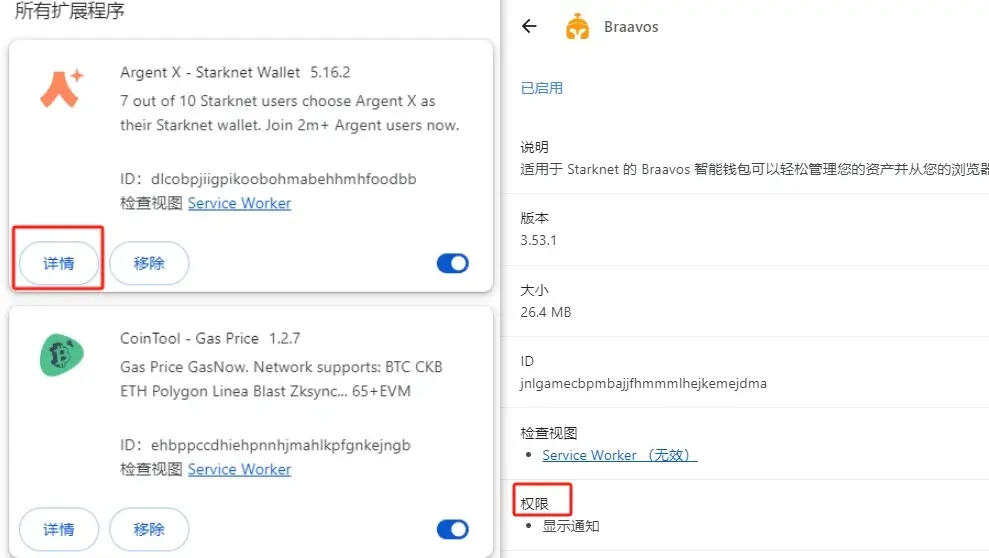 所有扩展程序
Argent X - Starknet Wallet 5.16.2
7 out of 10 Starknet users choose Argent X as
their Starknet wallet. Join 2m+ Argent users now.
ID：dlcobpjiigpikoobohmabehhmhfoodbb
检查视图 Service Worker
详情
移除
CoinTool - Gas Price 1.2.7
Gas Price GasNow. Network supports: BTC CKB
ETH Polygon Linea Blast Zksync... 65+EVM
ID：ehbppccdhiehpnnhjmahlkpfgnkejngb
检查视图 Service Worker
详情
移除
Braavos
已启用
说明
适用于 Starknet 的 Braavos 智能钱包可以轻松管理您的资产并从您的浏览器
版本
3.53.1
大小
26.4 MB
ID
jnlgamecbpmbajjfhmmmlhejkemejdma
检查视图
Service Worker （无效）
权限
显示通知